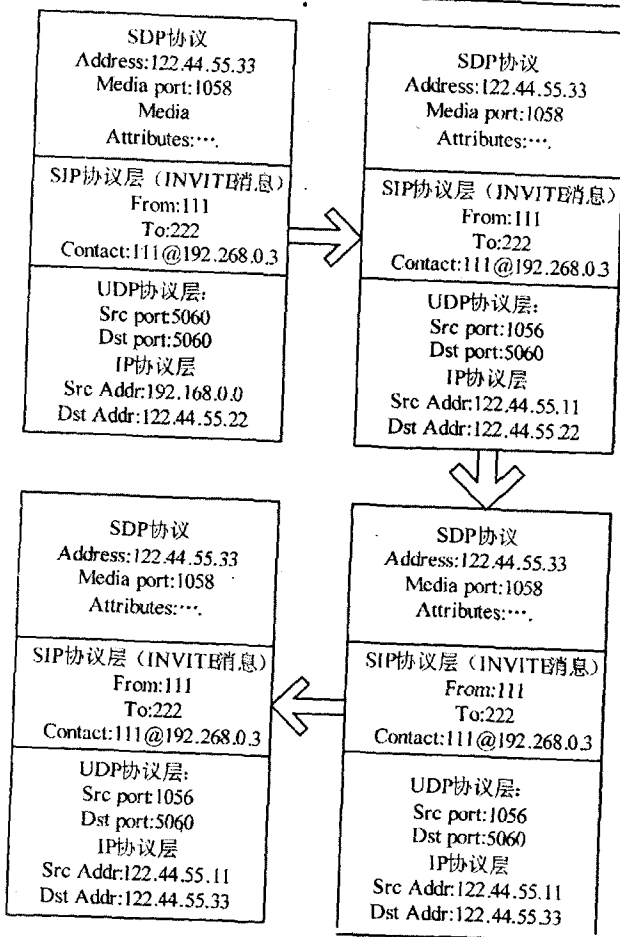 SDP协议
Address:122.44.55.33
Media port:1058
Media
Attributes:….
SIP协议层（INVITE消息）
From:111
To:222
Contact:111@192.268.0.3
UDP协议层:
Src port:5060
Dst port:5060
IP协议层
Src Addr:192.168.0.0
Dst Addr:122.44.55.22
SDP协议
Address:122.44.55.33
Media port:1058
Attributes:….
SIP协议层（INVITE消息）
From:111
To:222
Contact:111@192.268.0.3
UDP协议层:
Src port:1056
Dst port:5060
IP协议层
Src Addr:122.44.55.11
Dst Addr:122.44.55.22
SDP协议
Address:122.44.55.33
Media port:1058
Attributes:….
SIP协议层（INVITE消息）
From:111
To:222
Contact:111@192.268.0.3
UDP协议层:
Src port:1056
Dst port:5060
IP协议层
Src Addr:122.44.55.11
Dst Addr:122.44.55.33
SDP协议
Address:122.44.55.33
Media port:1058
Attributes:….
SIP协议层（INVITE消息）
From:111
To:222
Contact:111@192.268.0.3
UDP协议层:
Src port:1056
Dst port:5060
IP协议层
Src Addr:122.44.55.11
Dst Addr:122.44.55.33